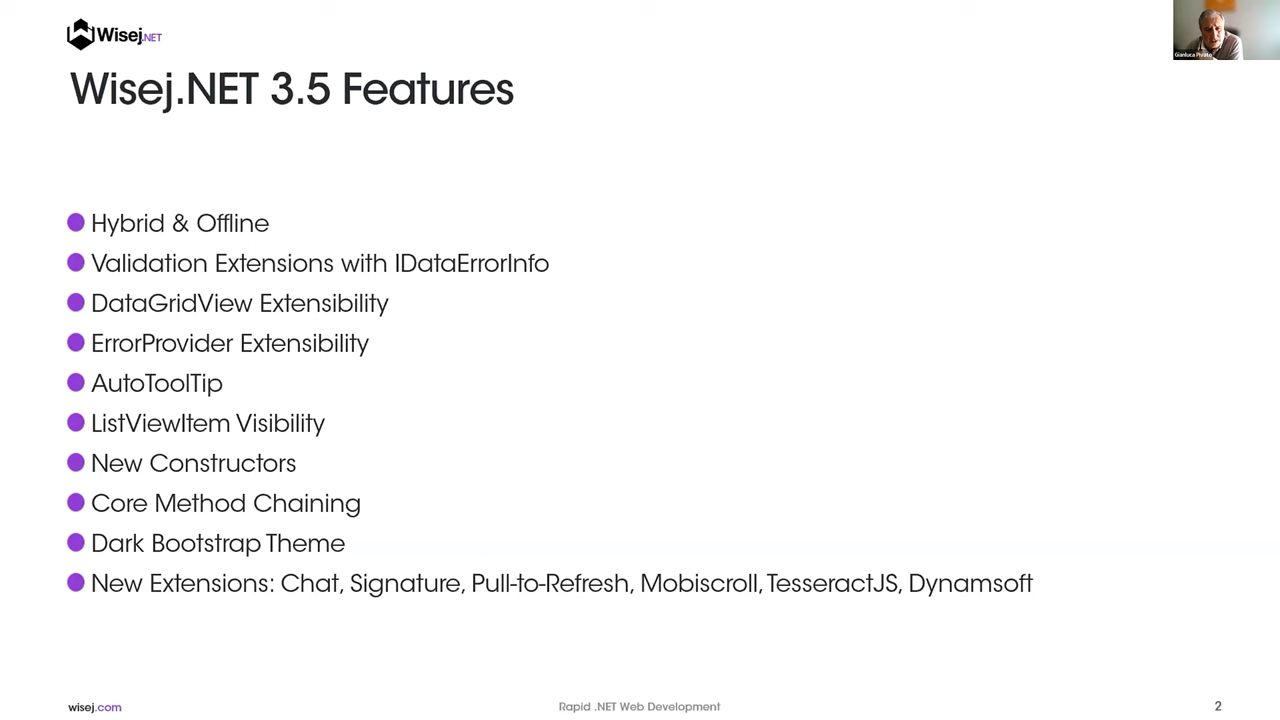 Wisej.NET
Gianluca Pivato
Wisej.NET 3.5 Features
Hybrid & Offline
Validation Extensions with IDataErrorInfo
DataGridView Extensibility
ErrorProvider Extensibility
AutoToolTip
ListViewItem Visibility
New Constructors
Core Method Chaining
Dark Bootstrap Theme
New Extensions: Chat, Signature, Pull-to-Refresh, Mobiscroll, TesseractJS, Dynamsoft
wisej.com
Rapid .NET Web Development
2